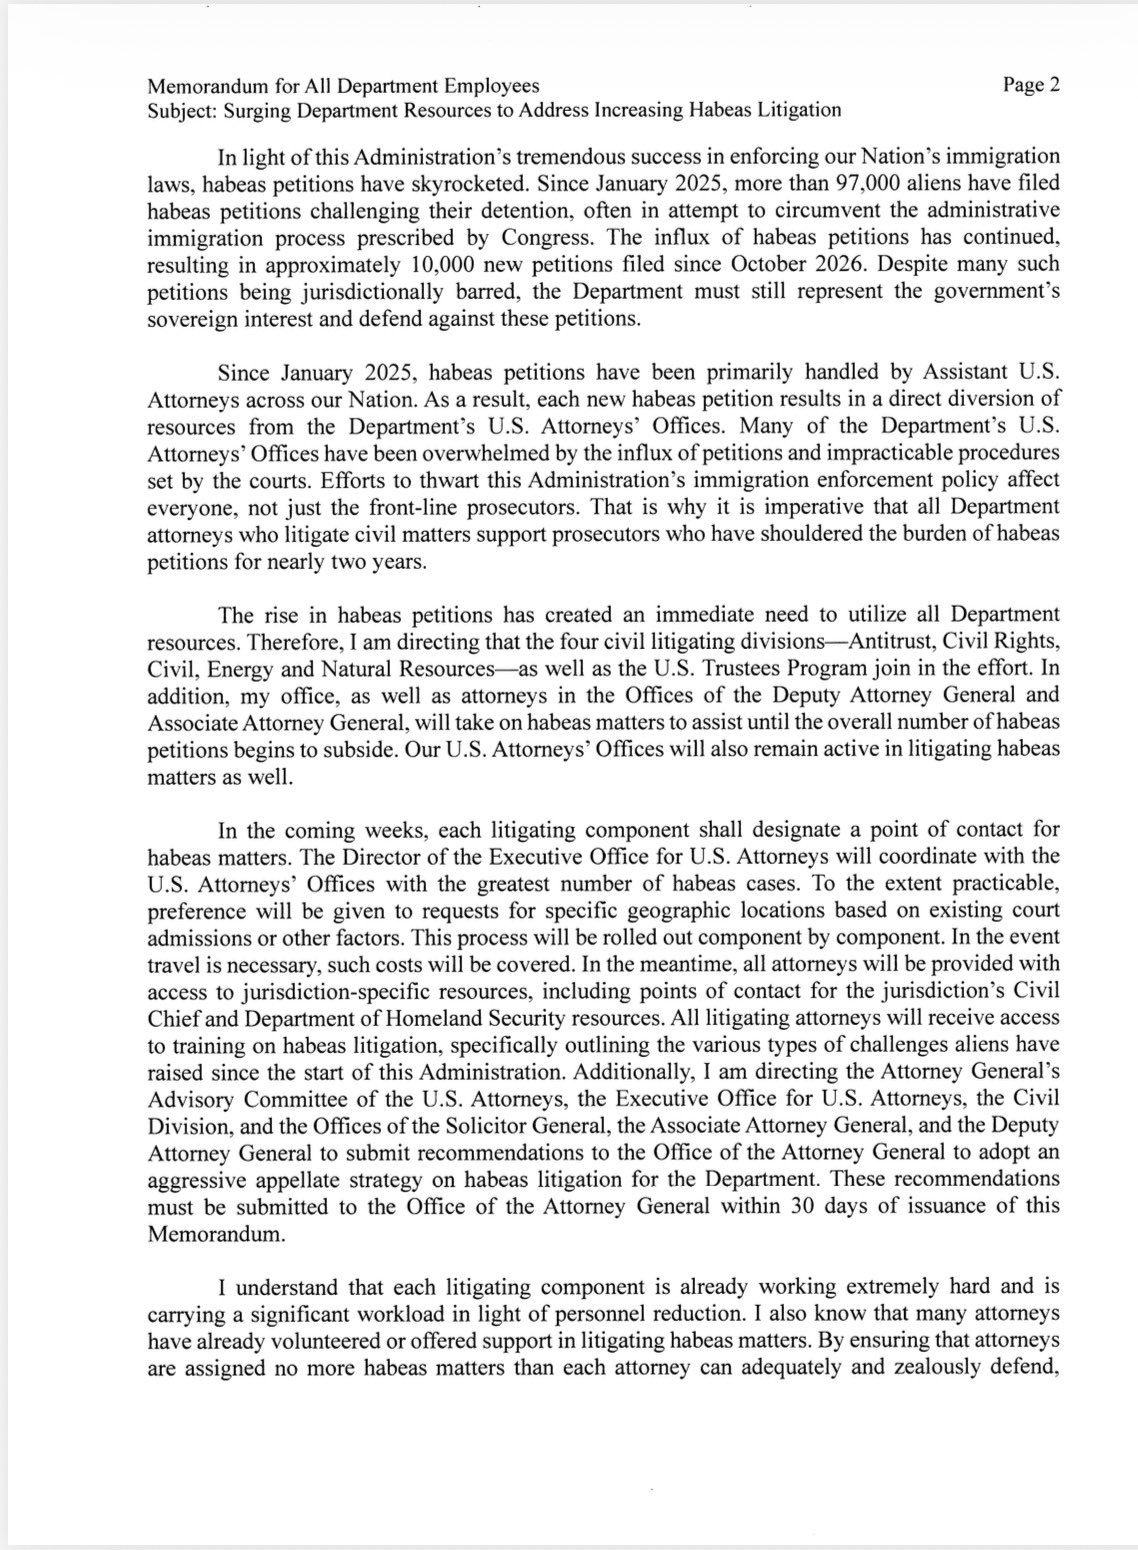 Memorandum for All Department Employees Page 2
Subject: Surging Department Resources to Address Increasing Habeas Litigation
In light of this Administration's tremendous success in enforcing our Nation's immigration
laws, habeas petitions have skyrocketed. Since January 2025, more than 97,000 aliens have filed
habeas petitions challenging their detention, often in attempt to circumvent the administrative
immigration process prescribed by Congress. The influx of habeas petitions has continued,
resulting in approximately 10,000 new petitions filed since October 2026. Despite many such
petitions being jurisdictionally barred, the Department must still represent the government's
sovereign interest and defend against these petitions.
Since January 2025, habeas petitions have been primarily handled by Assistant U.S.
Attorneys across our Nation. As a result, each new habeas petition results in a direct diversion of
resources from the Department's U.S. Attorneys' Offices. Many of the Department's U.S.
Attorneys' Offices have been overwhelmed by the influx of petitions and impracticable procedures
set by the courts. Efforts to thwart this Administration's immigration enforcement policy affect
everyone, not just the front-line prosecutors. That is why it is imperative that all Department
attorneys who litigate civil matters support prosecutors who have shouldered the burden of habeas
petitions for nearly two years.
The rise in habeas petitions has created an immediate need to utilize all Department
resources. Therefore, I am directing that the four civil litigating divisions—Antitrust, Civil Rights,
Civil, Energy and Natural Resources—as well as the U.S. Trustees Program join in the effort. In
addition, my office, as well as attorneys in the Offices of the Deputy Attorney General and
Associate Attorney General, will take on habeas matters to assist until the overall number of habeas
petitions begins to subside. Our U.S. Attorneys' Offices will also remain active in litigating habeas
matters as well.
In the coming weeks, each litigating component shall designate a point of contact for
habeas matters. The Director of the Executive Office for U.S. Attorneys will coordinate with the
U.S. Attorneys' Offices with the greatest number of habeas cases. To the extent practicable,
preference will be given to requests for specific geographic locations based on existing court
admissions or other factors. This process will be rolled out component by component. In the event
travel is necessary, such costs will be covered. In the meantime, all attorneys will be provided with
access to jurisdiction-specific resources, including points of contact for the jurisdiction's Civil
Chief and Department of Homeland Security resources. All litigating attorneys will receive access
to training on habeas litigation, specifically outlining the various types of challenges aliens have
raised since the start of this Administration. Additionally, I am directing the Attorney General's
Advisory Committee of the U.S. Attorneys, the Executive Office for U.S. Attorneys, the Civil
Division, and the Offices of the Solicitor General, the Associate Attorney General, and the Deputy
Attorney General to submit recommendations to the Office of the Attorney General to adopt an
aggressive appellate strategy on habeas litigation for the Department. These recommendations
must be submitted to the Office of the Attorney General within 30 days of issuance of this
Memorandum.
I understand that each litigating component is already working extremely hard and is
carrying a significant workload in light of personnel reduction. I also know that many attorneys
have already volunteered or offered support in litigating habeas matters. By ensuring that attorneys
are assigned no more habeas matters than each attorney can adequately and zealously defend,